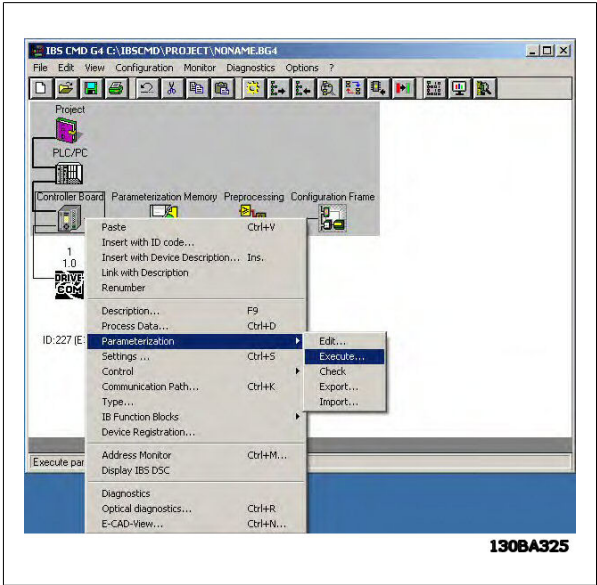 IBS CMD G4 C:\IBSCMD\PROJECT\NONAME.BG4
File Edit View Configuration Monitor Diagnostics Options ?
Project
PLC/PC
Controller Board Parameterization Memory Preprocessing Configuration Frame
1
1.0
DRIVE
COM
ID:227 (E:
Paste Ctrl+V
Insert with ID code...
Insert with Device Description... Ins.
Link with Description
Renumber
Description... F9
Process Data... Ctrl+D
Parameterization
Settings ... Ctrl+S
Control
Communication Path... Ctrl+K
Type...
IB Function Blocks
Device Registration...
Address Monitor Ctrl+M...
Display IBS DSC
Diagnostics
Optical diagnostics... Ctrl+R
E-CAD-View... Ctrl+N...
Edit...
Execute...
Check
Export...
Import...
Execute par
130BA325